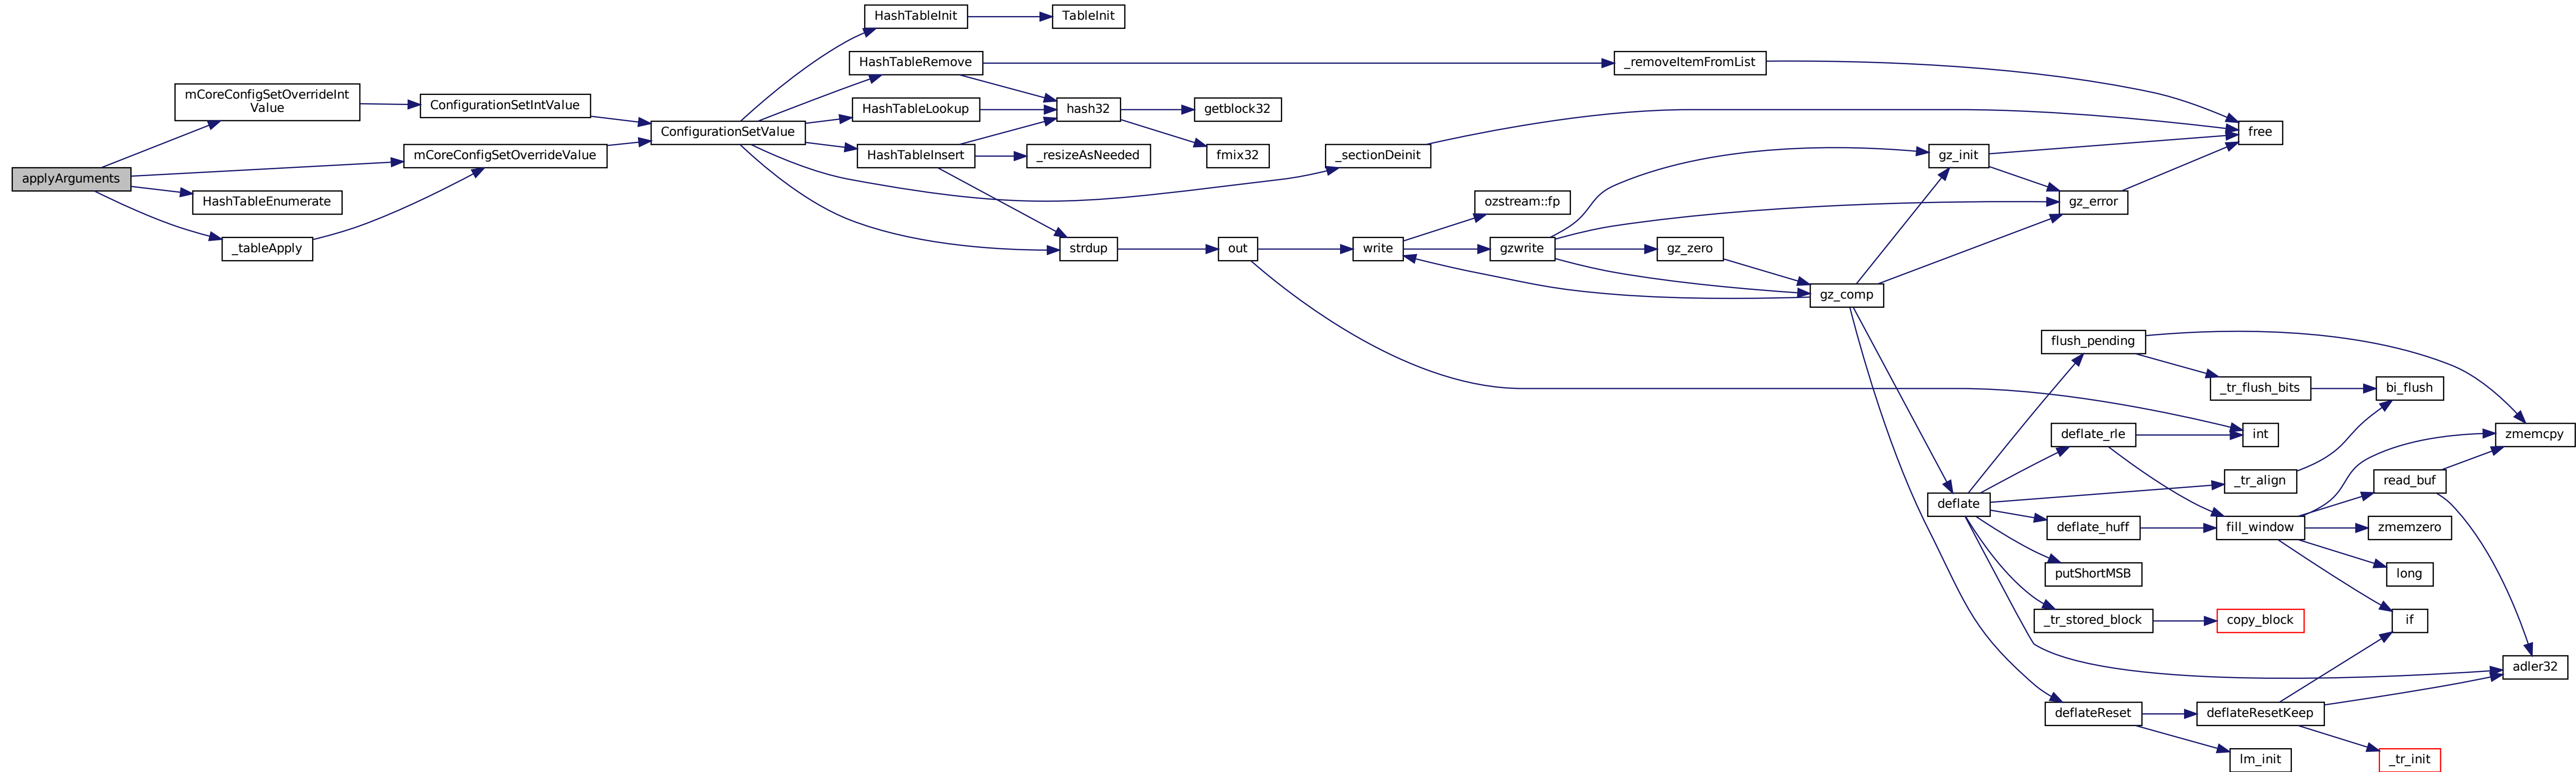 applyArguments
mCoreConfigSetOverrideInt
Value
mCoreConfigSetOverrideValue
HashTableEnumerate
_tableApply
ConfigurationSetIntValue
ConfigurationSetValue
HashTableInit
HashTableRemove
HashTableLookup
HashTableInsert
TableInit
hash32
_resizeAsNeeded
strdup
getblock32
fmix32
out
_sectionDeinit
write
ozstream::fp
gzwrite
_removeItemFromList
gz_zero
gz_comp
gz_init
gz_error
free
deflate
flush_pending
deflate_rle
deflate_huff
putShortMSB
_tr_stored_block
deflateReset
_tr_flush_bits
int
_tr_align
fill_window
copy_block
deflateResetKeep
lm_init
bi_flush
read_buf
zmemzero
long
if
_tr_init
zmemcpy
adler32